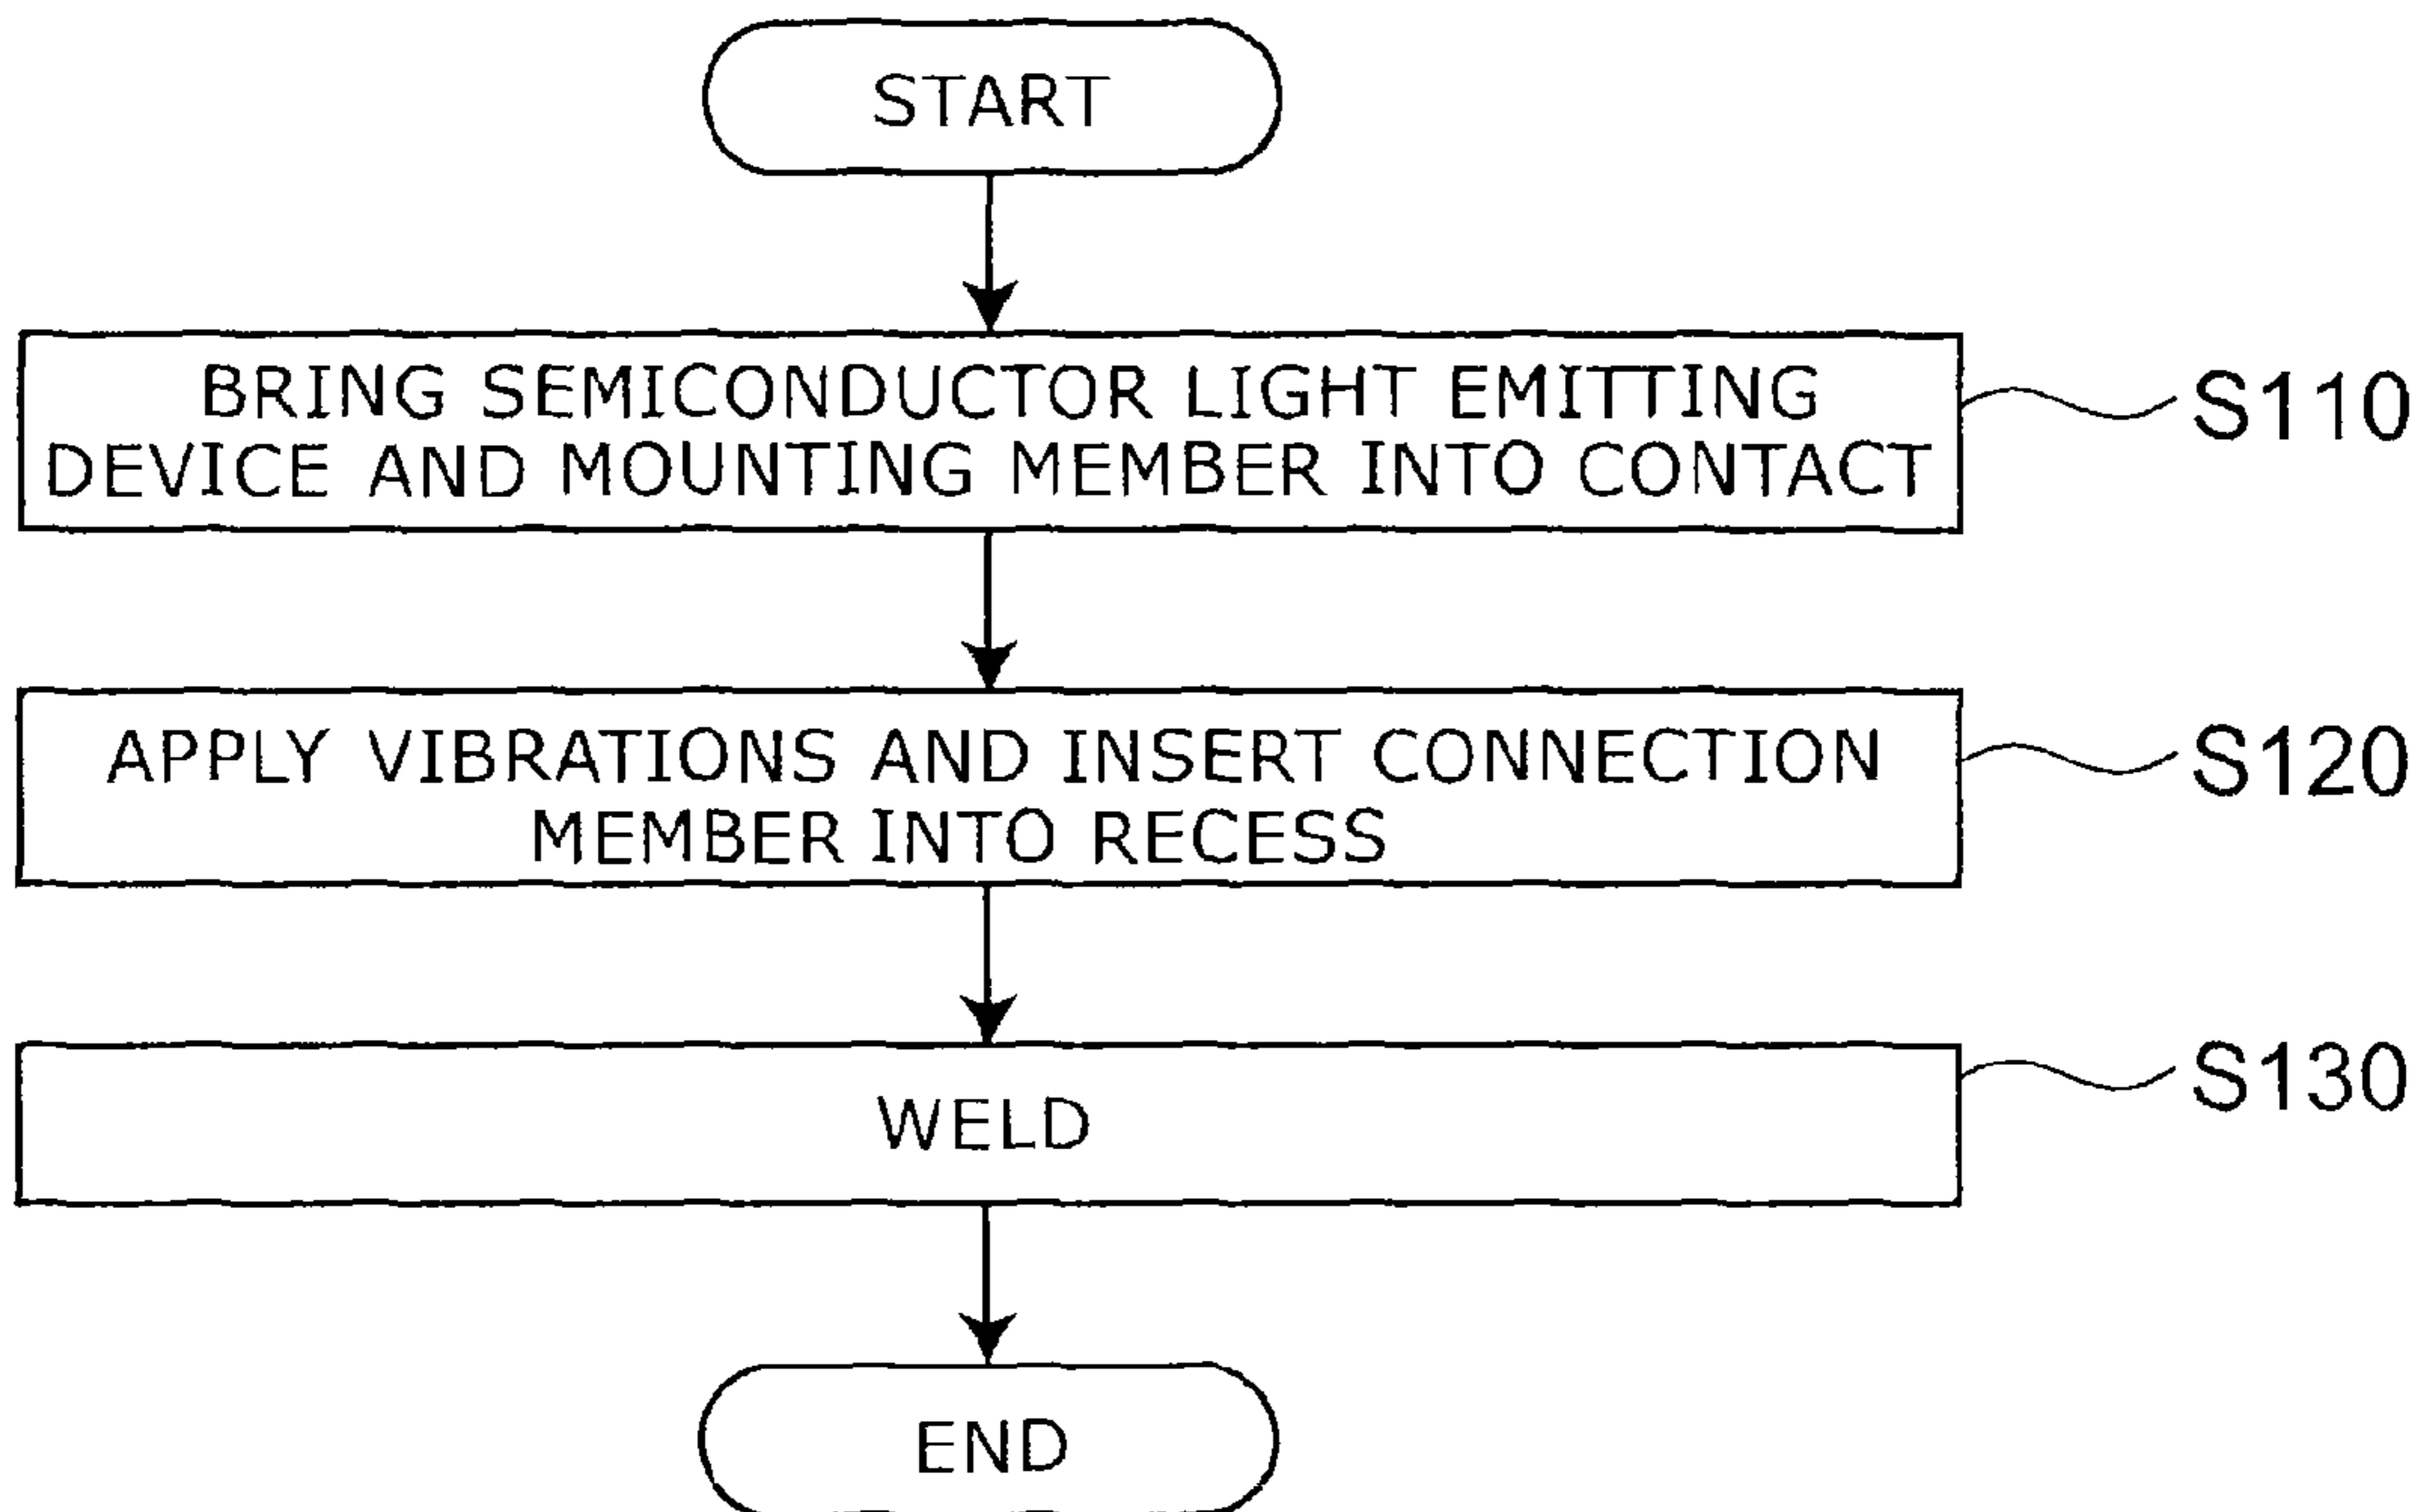 START
BRING SEMICONDUCTOR LIGHT EMITTING
DEVICE AND MOUNTING MEMBER INTO CONTACT
S110
APPLY VIBRATIONS AND INSERT CONNECTION
MEMBER INTO RECESS
S120
WELD
S130
END